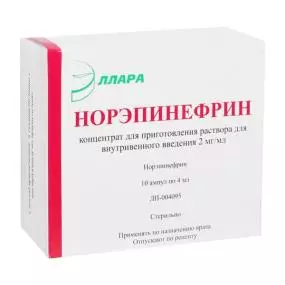 ЛЛАРА
НОРЭПИНЕФРИН
концентрат для приготовления раствора для
внутривенного введения 2 мг/мл
Норэпинефрин
10 ампул по 4 мл
ЛП-004095
Стерильно
Применять по назначению врача
Отпускают по рецепту